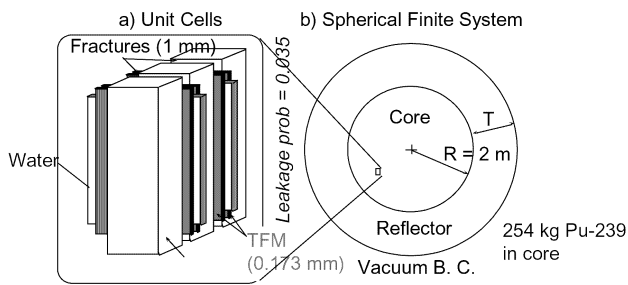 a) Unit Cells
b) Spherical Finite System
Fractures (1 mm)
Leakage prob = 0.035
Water
TFM
(0.173 mm)
Core
T
R = 2 m
Reflector
Vacuum B. C.
254 kg Pu-239
in core